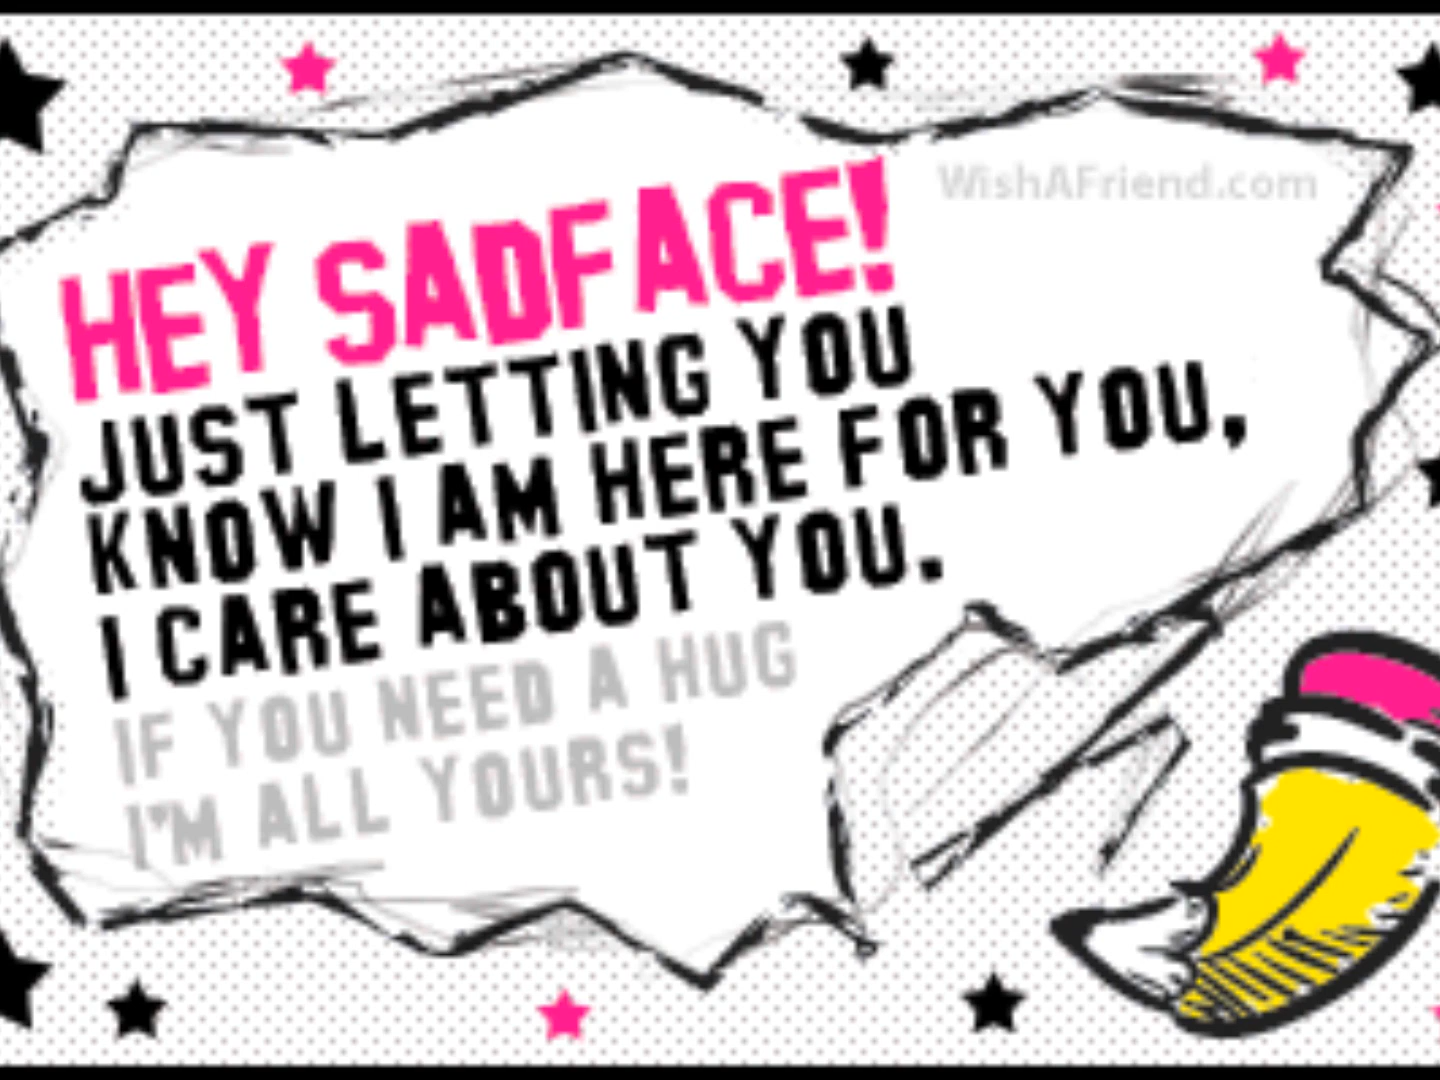 WishAFriend.com
HEY SADFACE!
JUST LETTING YOU
KNOW I AM HERE FOR YOU,
I CARE ABOUT YOU.
IF YOU NEED A HUG
I'M ALL YOURS!